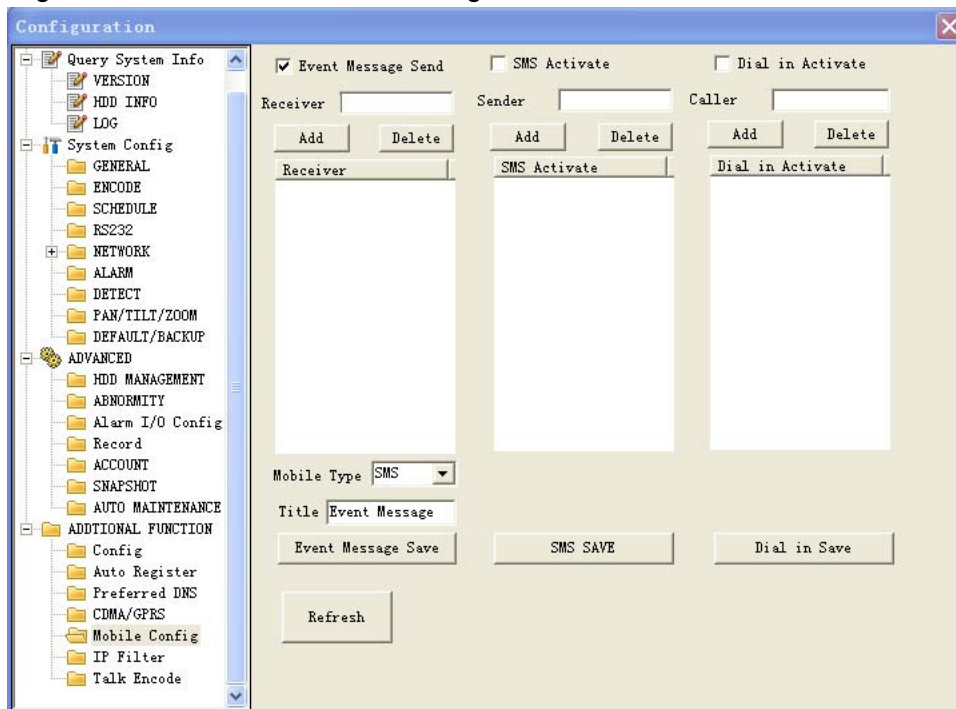 Configuration
Query System Info
VERSION
HDD INFO
LOG
System Config
GENERAL
ENCODE
SCHEDULE
RS232
NETWORK
ALARM
DETECT
PAN/TILT/ZOOM
DEFAULT/BACKUP
ADVANCED
HDD MANAGEMENT
ABNORMITY
Alarm I/O Config
Record
ACCOUNT
SNAPSHOT
AUTO MAINTENANCE
ADDTIONAL FUNCTION
Config
Auto Register
Preferred DNS
CDMA/GPRS
Mobile Config
IP Filter
Talk Encode
Event Message Send
Receiver
Add Delete
Receiver
Mobile Type SMS
Title Event Message
Event Message Save
Refresh
SMS Activate
Sender
Add Delete
SMS Activate
SMS SAVE
Dial in Activate
Caller
Add Delete
Dial in Activate
Dial in Save